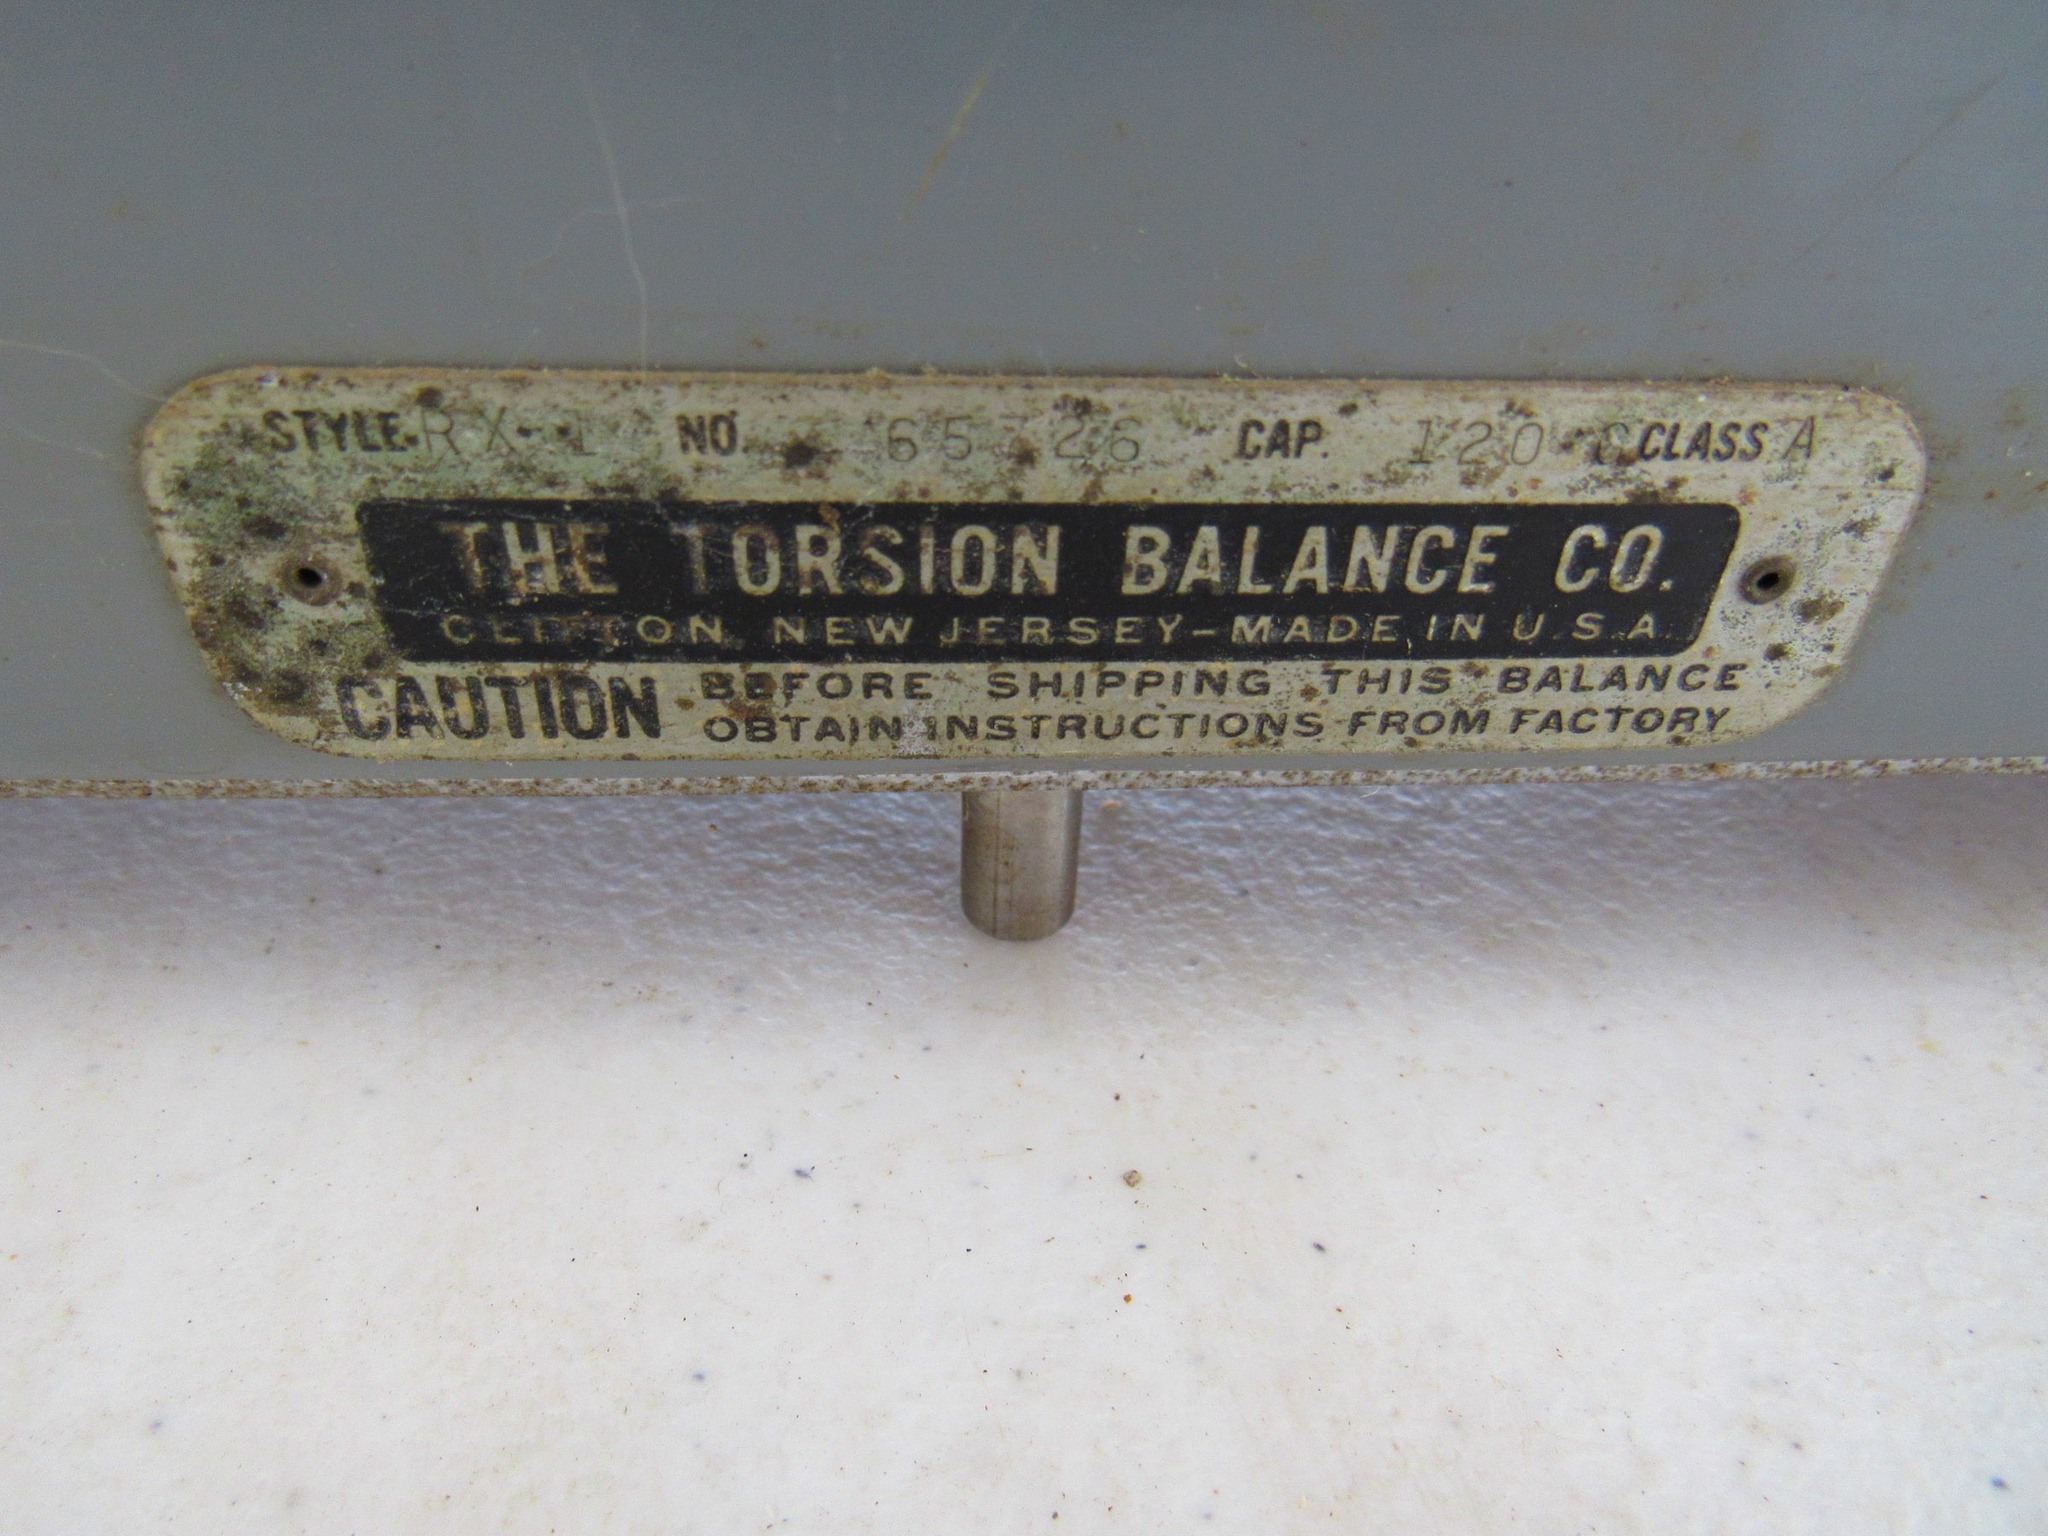 STYLE RX-1 NO. CAP. 120 G CLASS A
THE TORSION BALANCE CO.
CLIFTON, NEW JERSEY-MADE IN U.S.A.
CAUTION BEFORE SHIPPING THIS BALANCE
OBTAIN INSTRUCTIONS FROM FACTORY